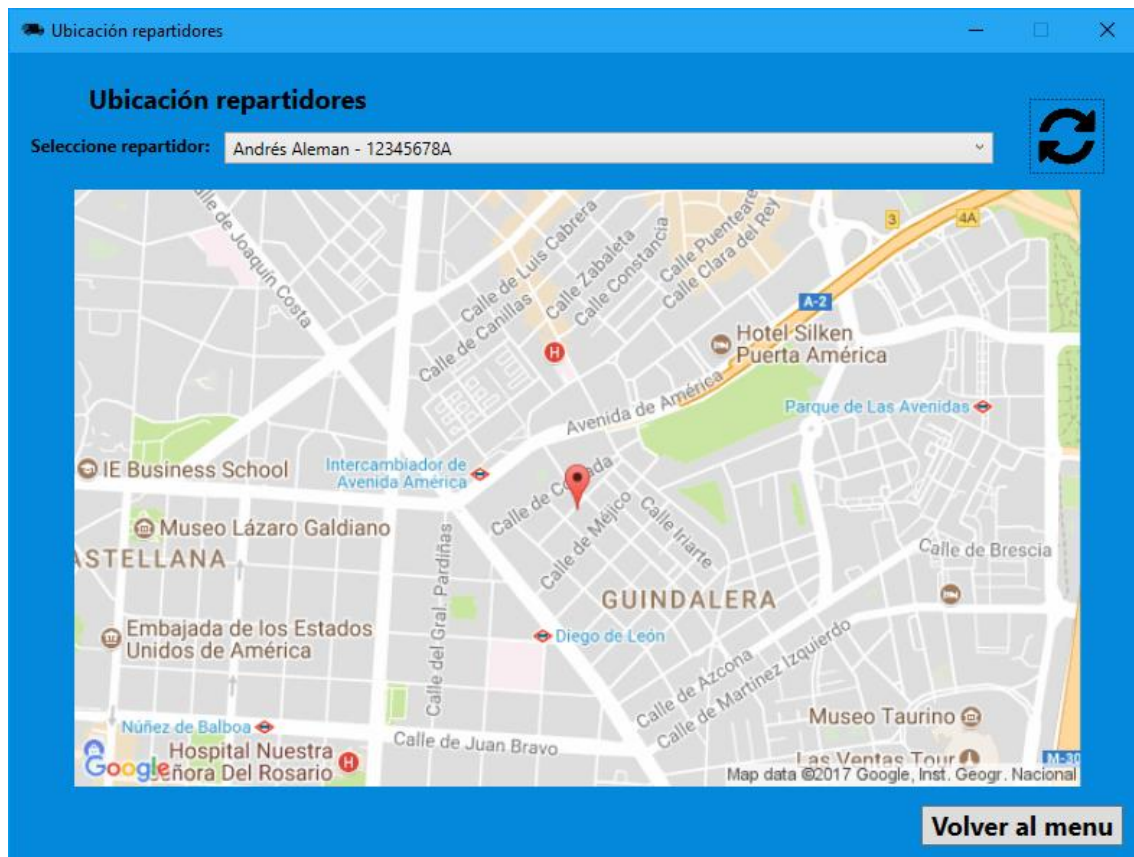 Ubicación repartidores
Ubicación repartidores
Seleccione repartidor:
Andrés Aleman - 12345678A
Calle de Joaquín Costa
Calle de Luis Cabrera
Calle de Canillas
Calle Zabaleta
Calle Constancia
Calle Puenteare
Calle Clara del Rey
3
4A
A-2
H
Hotel Silken
Puerta América
Avenida de América
Parque de Las Avenidas
IE Business School
Intercambiador de
Avenida América
Museo Lázaro Galdiano
ASTELLANA
Calle de Méjico
Calle Iriarte
Calle de Brescia
GUINDALERA
Calle del Gral. Pardiñas
Embajada de los Estados
Unidos de América
Diego de León
Calle de Azcona
Calle de Martínez Izquierdo
Núñez de Balboa
Calle de Juan Bravo
Museo Taurino
Hospital Nuestra
Google
eñora Del Rosario
H
Las Ventas Tour
M-30
Map data ©2017 Google, Inst. Geogr. Nacional
Volver al menu